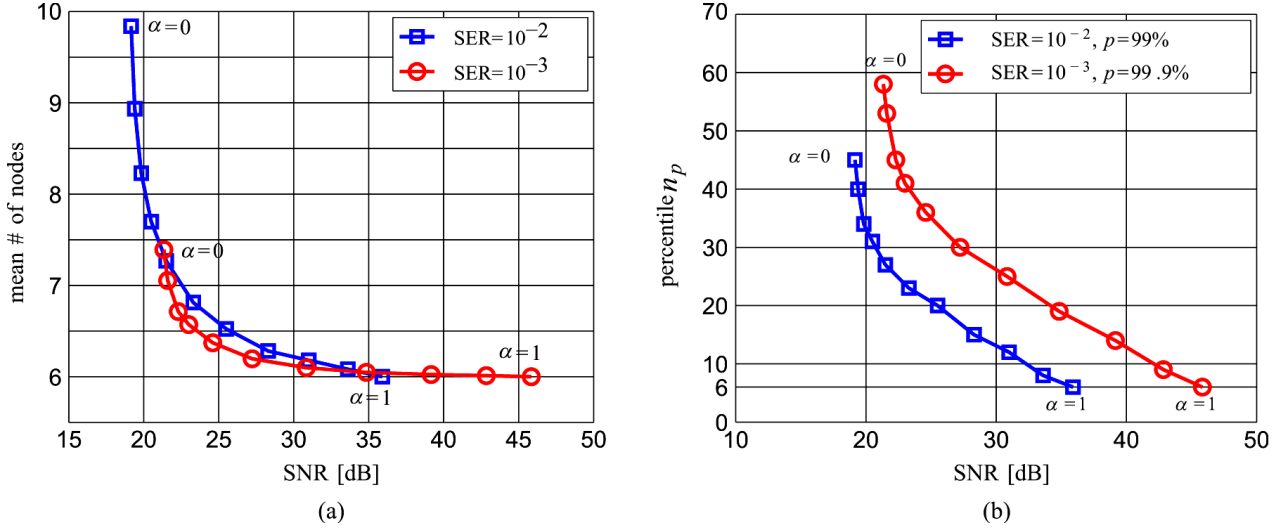 10
9
8
7
6
mean # of nodes
α=0
α=0
α=1
α=1
SER=10⁻²
SER=10⁻³
15 20 25 30 35 40 45 50
SNR [dB]
(a)
70
60
50
40
30
20
10
6
0
percentile nₚ
α=0
α=0
α=1
α=1
SER=10⁻², p=99%
SER=10⁻³, p=99 .9%
10 20 30 40 50
SNR [dB]
(b)